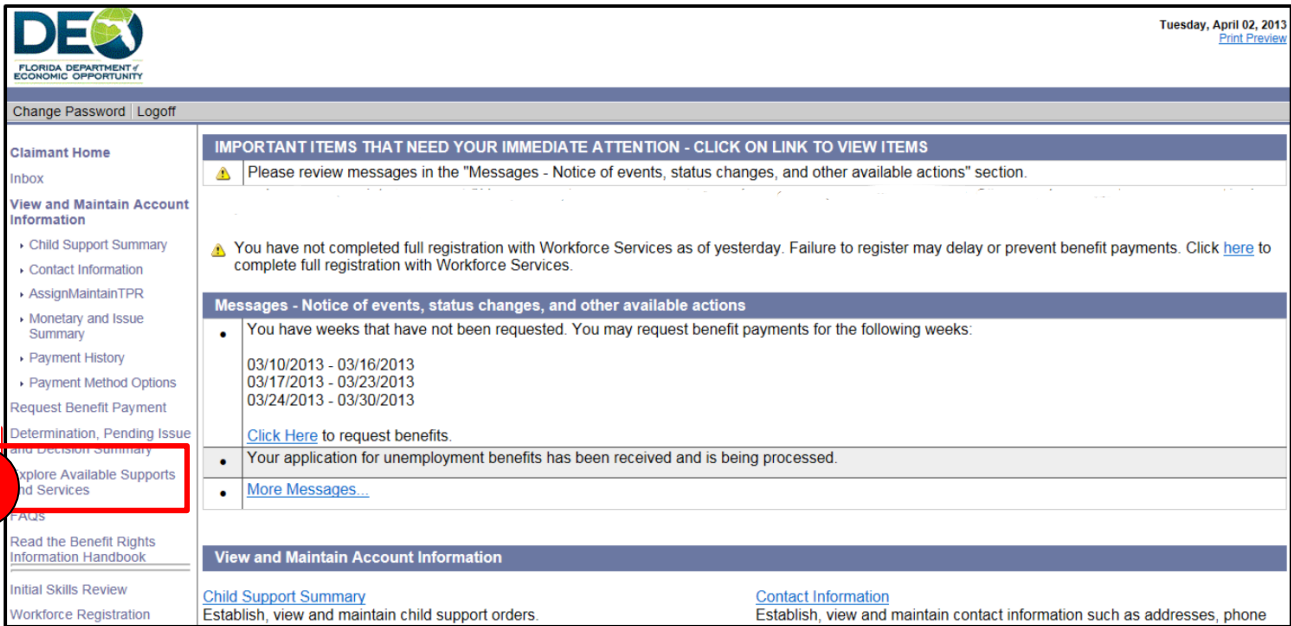 DEO
FLORIDA DEPARTMENT of
ECONOMIC OPPORTUNITY
Tuesday, April 02, 2013
Print Preview
Change Password | Logoff
Claimant Home
Inbox
View and Maintain Account
Information
Child Support Summary
Contact Information
AssignMaintainTPR
Monetary and Issue
Summary
Payment History
Payment Method Options
Request Benefit Payment
Determination, Pending Issue
and Decision Summary
Explore Available Supports
and Services
FAQs
Read the Benefit Rights
Information Handbook
Initial Skills Review
Workforce Registration
IMPORTANT ITEMS THAT NEED YOUR IMMEDIATE ATTENTION - CLICK ON LINK TO VIEW ITEMS
Please review messages in the "Messages - Notice of events, status changes, and other available actions" section.
You have not completed full registration with Workforce Services as of yesterday. Failure to register may delay or prevent benefit payments. Click here to
complete full registration with Workforce Services.
Messages - Notice of events, status changes, and other available actions
You have weeks that have not been requested. You may request benefit payments for the following weeks:
03/10/2013 - 03/16/2013
03/17/2013 - 03/23/2013
03/24/2013 - 03/30/2013
Click Here to request benefits.
Your application for unemployment benefits has been received and is being processed.
More Messages...
View and Maintain Account Information
Child Support Summary
Establish, view and maintain child support orders.
Contact Information
Establish, view and maintain contact information such as addresses, phone